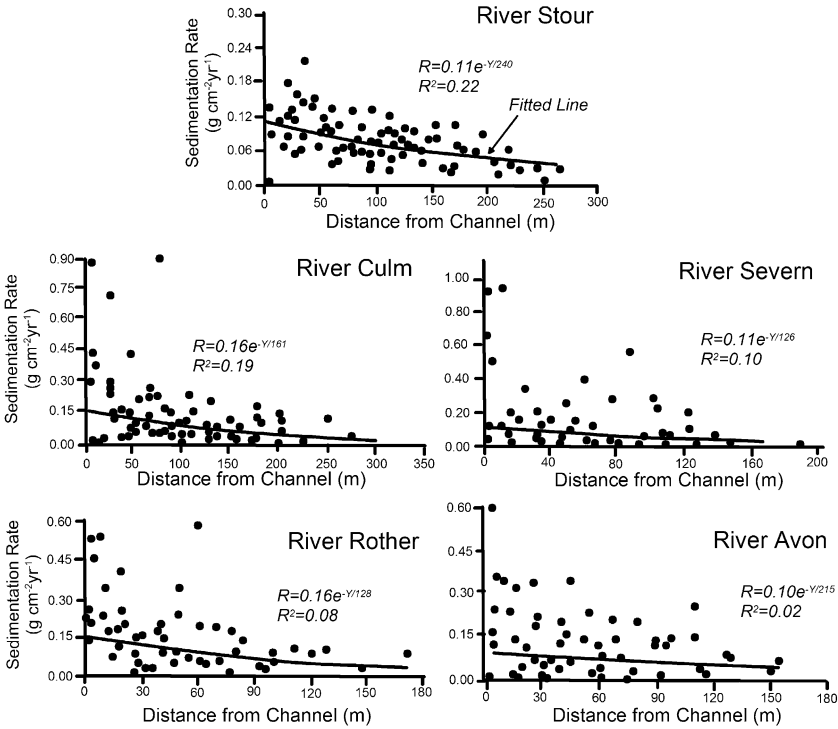 River Stour
Sedimentation Rate
(g cm⁻²yr⁻¹)
0.30
0.24
0.18
0.12
0.06
0.00
R=0.11e^-Y/240
R²=0.22
Fitted Line
0 50 100 150 200 250 300
Distance from Channel (m)
River Culm
Sedimentation Rate
(g cm⁻²yr⁻¹)
0.90
0.75
0.60
0.45
0.30
0.15
0.00
R=0.16e^-Y/161
R²=0.19
0 50 100 150 200 250 300 350
Distance from Channel (m)
River Severn
1.00
0.80
0.60
0.40
0.20
0.00
R=0.11e^-Y/126
R²=0.10
0 40 80 120 160 200
Distance from Channel (m)
River Rother
Sedimentation Rate
(g cm⁻²yr⁻¹)
0.60
0.45
0.30
0.15
0.00
R=0.16e^-Y/128
R²=0.08
0 30 60 90 120 150 180
Distance from Channel (m)
River Avon
0.60
0.45
0.30
0.15
0.00
R=0.10e^-Y/215
R²=0.02
0 30 60 90 120 150 180
Distance from Channel (m)